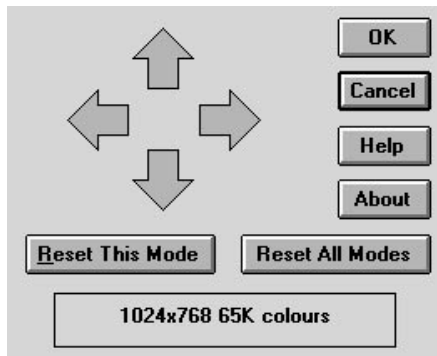 OK
Cancel
Help
About
Reset This Mode
Reset All Modes
1024x768 65K colours